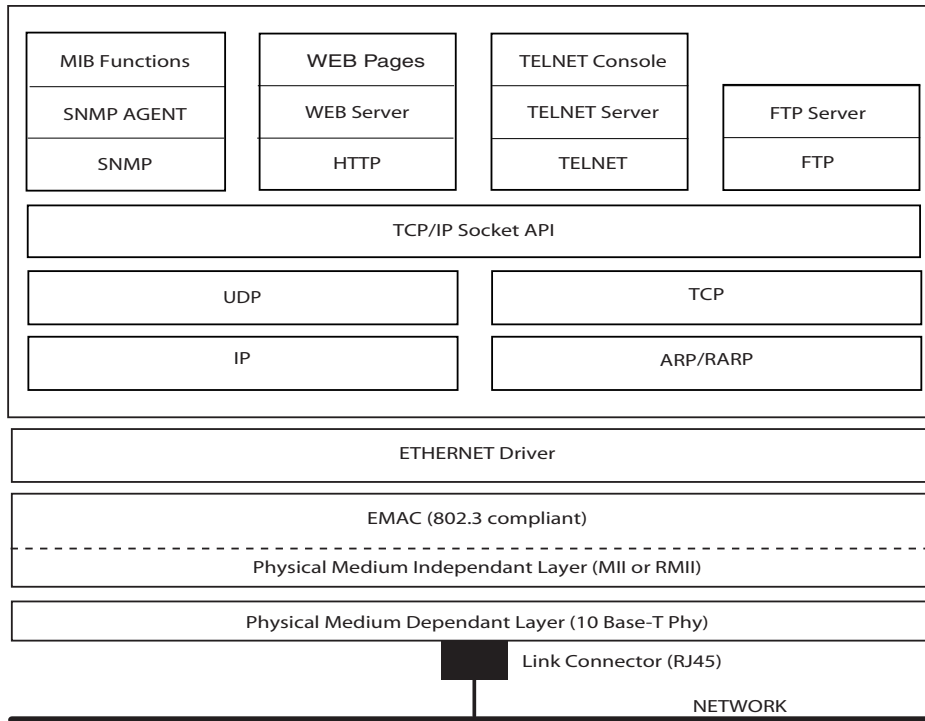 MIB Functions
WEB Pages
TELNET Console
SNMP AGENT
WEB Server
TELNET Server
FTP Server
SNMP
HTTP
TELNET
FTP
TCP/IP Socket API
UDP
TCP
IP
ARP/RARP
ETHERNET Driver
EMAC (802.3 compliant)
Physical Medium Independant Layer (MII or RMII)
Physical Medium Dependant Layer (10 Base-T Phy)
Link Connector (RJ45)
NETWORK